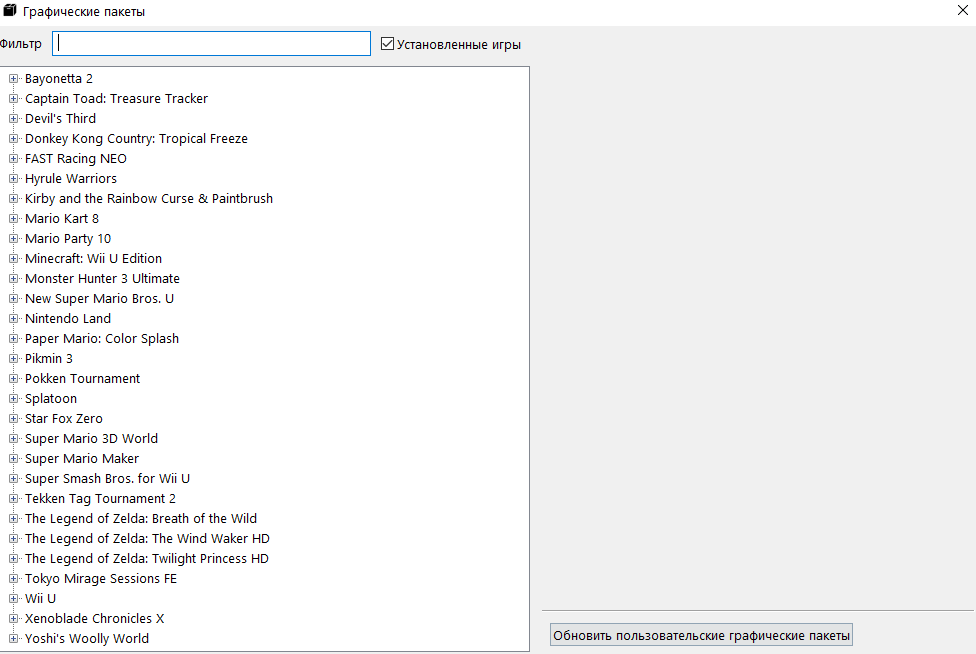 Графические пакеты
Фильтр
Установленные игры
Bayonetta 2
Captain Toad: Treasure Tracker
Devil's Third
Donkey Kong Country: Tropical Freeze
FAST Racing NEO
Hyrule Warriors
Kirby and the Rainbow Curse & Paintbrush
Mario Kart 8
Mario Party 10
Minecraft: Wii U Edition
Monster Hunter 3 Ultimate
New Super Mario Bros. U
Nintendo Land
Paper Mario: Color Splash
Pikmin 3
Pokken Tournament
Splatoon
Star Fox Zero
Super Mario 3D World
Super Mario Maker
Super Smash Bros. for Wii U
Tekken Tag Tournament 2
The Legend of Zelda: Breath of the Wild
The Legend of Zelda: The Wind Waker HD
The Legend of Zelda: Twilight Princess HD
Tokyo Mirage Sessions FE
Wii U
Xenoblade Chronicles X
Yoshi's Woolly World
Обновить пользовательские графические пакеты